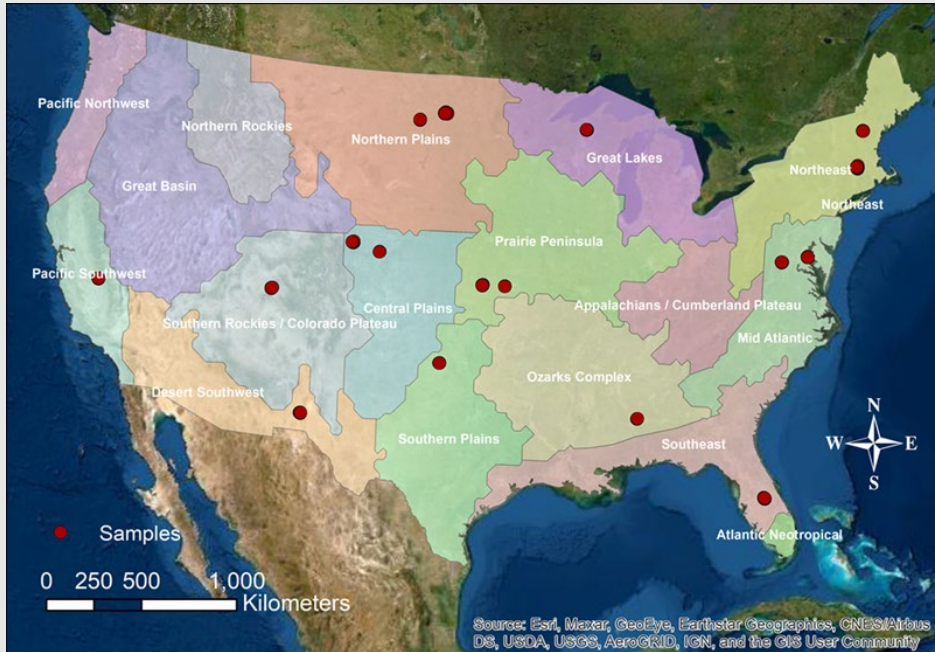 Pacific Northwest
Northern Rockies
Northern Plains
Great Lakes
Northeast
Great Basin
Northeast
Prairie Peninsula
Pacific Southwest
Central Plains
Appalachians / Cumberland Plateau
Southern Rockies / Colorado Plateau
Mid Atlantic
Ozarks Complex
Desert Southwest
Southern Plains
Southeast
Atlantic Neotropical
N
W E
S
Samples
0 250 500 1,000
Kilometers
Source: Esri, Maxar, GeoEye, Earthstar Geographics, CNES/Airbus
DS, USDA, USGS, AeroGRID, IGN, and the GIS User Community